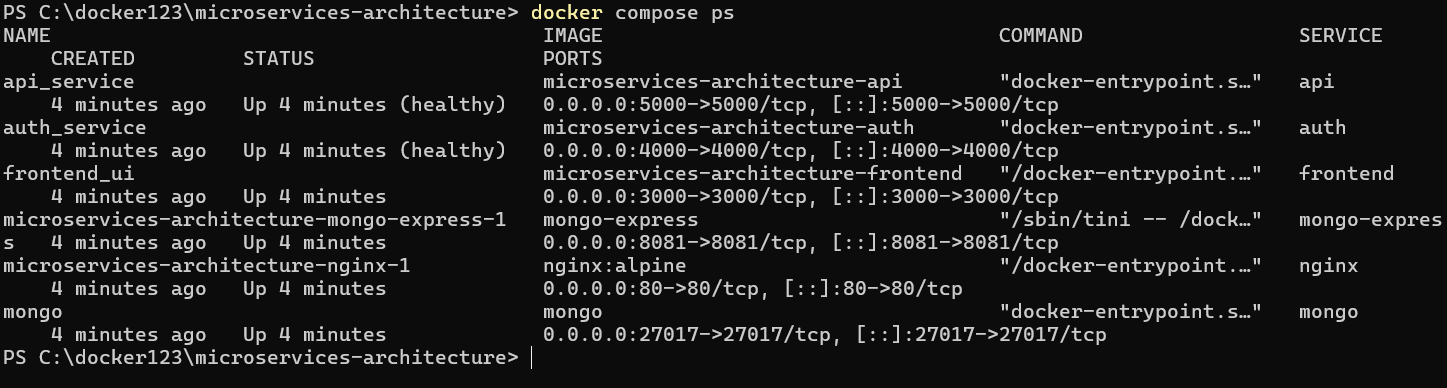 PS C:\docker123\microservices-architecture> docker compose ps
NAME                                         IMAGE                                 COMMAND                  SERVICE
    CREATED         STATUS                   PORTS
api_service                                  microservices-architecture-api        "docker-entrypoint.s…"   api
    4 minutes ago   Up 4 minutes (healthy)   0.0.0.0:5000->5000/tcp, [::]:5000->5000/tcp
auth_service                                 microservices-architecture-auth       "docker-entrypoint.s…"   auth
    4 minutes ago   Up 4 minutes (healthy)   0.0.0.0:4000->4000/tcp, [::]:4000->4000/tcp
frontend_ui                                  microservices-architecture-frontend   "/docker-entrypoint.…"   frontend
    4 minutes ago   Up 4 minutes             0.0.0.0:3000->3000/tcp, [::]:3000->3000/tcp
microservices-architecture-mongo-express-1   mongo-express                         "/sbin/tini -- /dock…"   mongo-expres
s   4 minutes ago   Up 4 minutes             0.0.0.0:8081->8081/tcp, [::]:8081->8081/tcp
microservices-architecture-nginx-1           nginx:alpine                          "/docker-entrypoint.…"   nginx
    4 minutes ago   Up 4 minutes             0.0.0.0:80->80/tcp, [::]:80->80/tcp
mongo                                        mongo                                 "docker-entrypoint.s…"   mongo
    4 minutes ago   Up 4 minutes             0.0.0.0:27017->27017/tcp, [::]:27017->27017/tcp
PS C:\docker123\microservices-architecture>